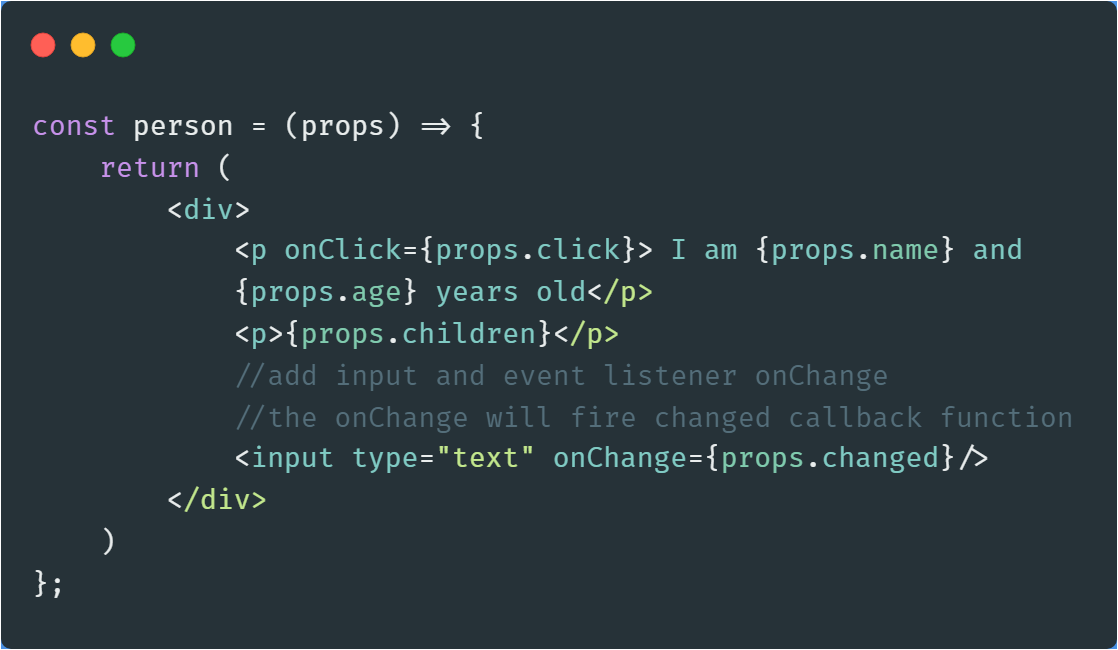 const person = (props) => {
    return (
        <div>
            <p onClick={props.click}> I am {props.name} and
            {props.age} years old</p>
            <p>{props.children}</p>
            //add input and event listener onChange
            //the onChange will fire changed callback function
            <input type="text" onChange={props.changed}/>
        </div>
    )
};